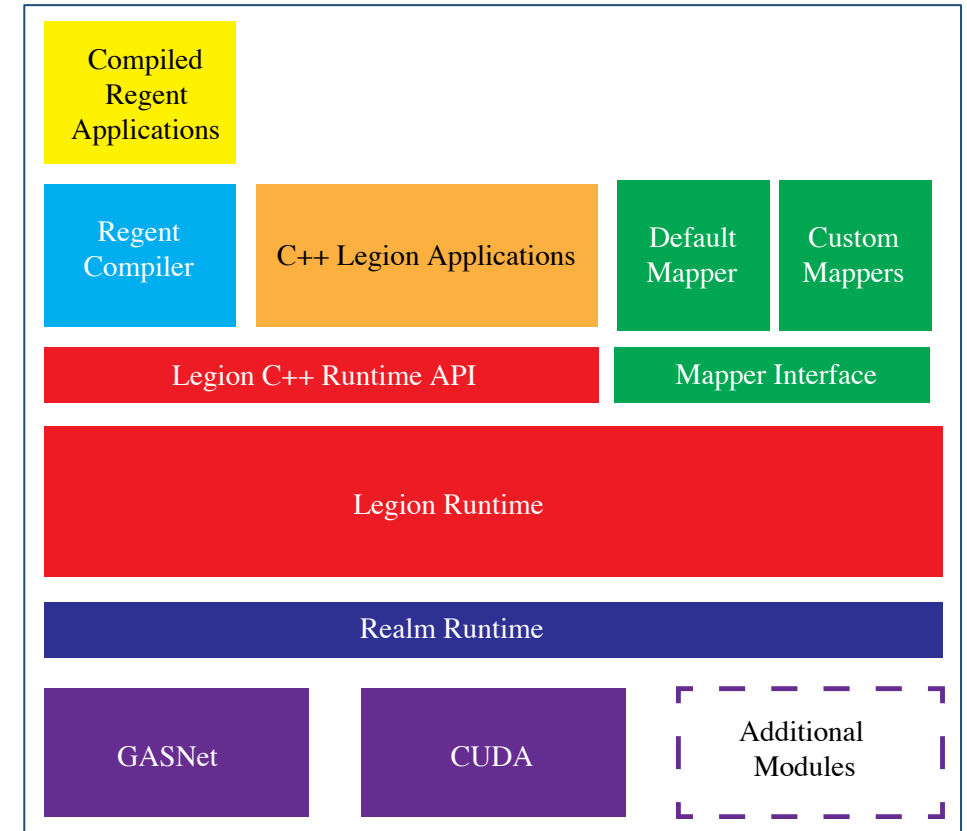 Compiled
Regent
Applications
Regent
Compiler
C++ Legion Applications
Default
Mapper
Custom
Mappers
Legion C++ Runtime API
Mapper Interface
Legion Runtime
Realm Runtime
GASNet
CUDA
Additional
Modules